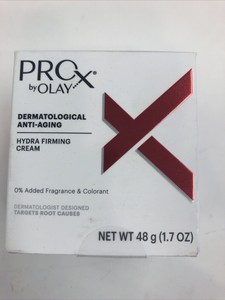 PROX®
by OLAY
DERMATOLOGICAL
ANTI-AGING
HYDRA FIRMING
CREAM
0% Added Fragrance & Colorant
DERMATOLOGIST DESIGNED
TARGETS ROOT CAUSES
NET WT 48 g (1.7 OZ)